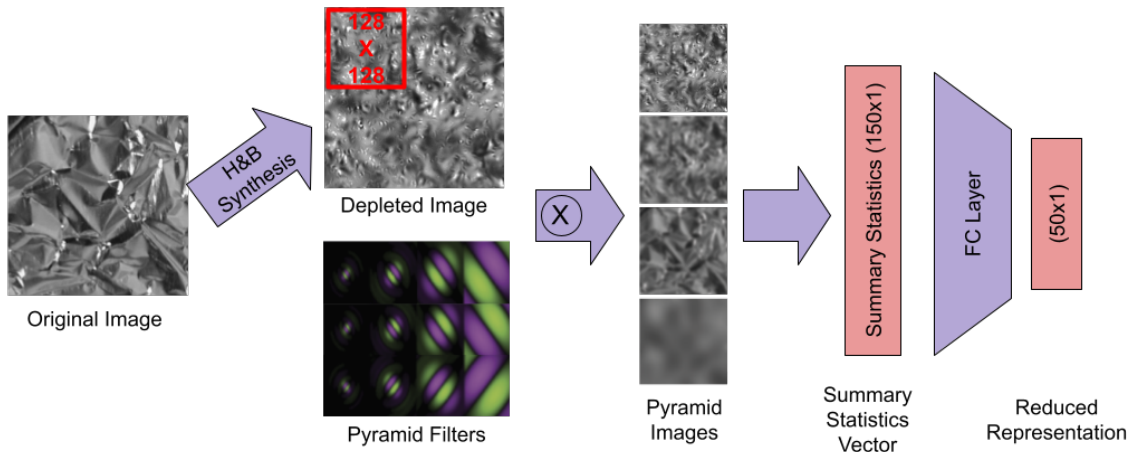 128
X
128
H&B
Synthesis
Original Image
Depleted Image
Pyramid Filters
X
Pyramid
Images
Summary Statistics (150x1)
Summary
Statistics
Vector
FC Layer
(50x1)
Reduced
Representation